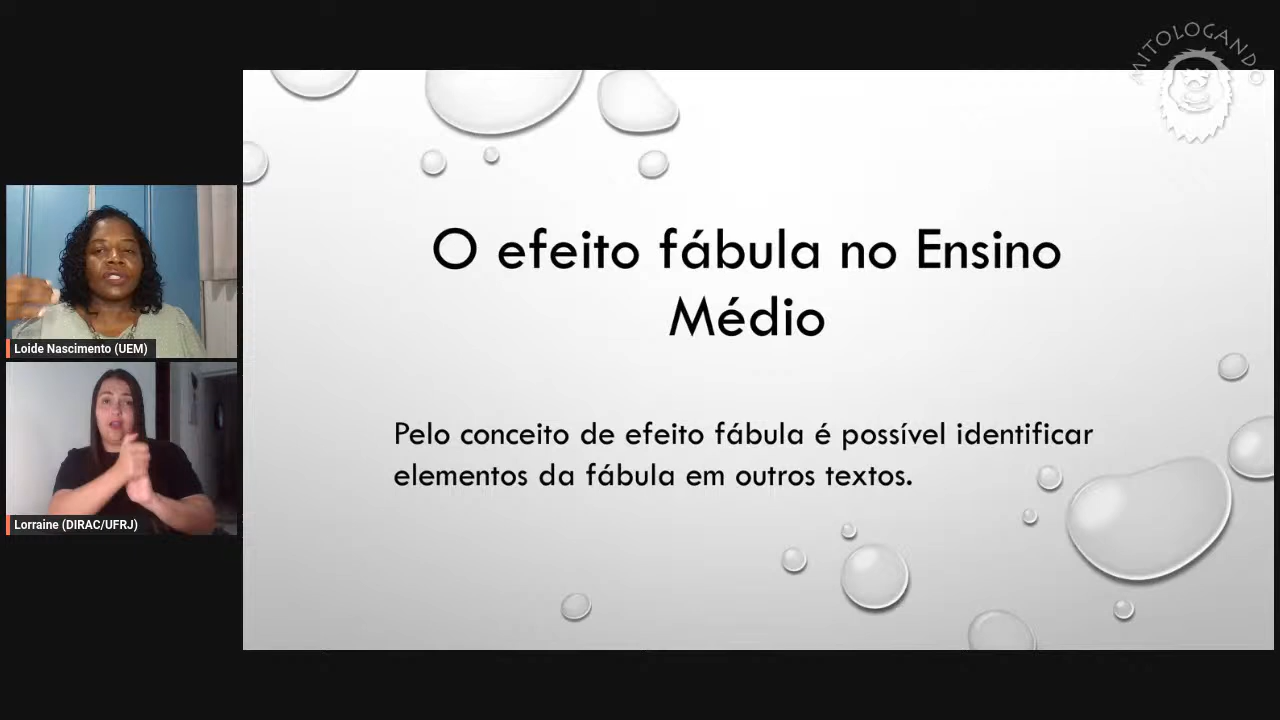 MITOLOGANDO
O efeito fábula no Ensino
Médio
Pelo conceito de efeito fábula é possível identificar
elementos da fábula em outros textos.
Loide Nascimento (UEM)
Lorraine (DIRAC/UFRJ)